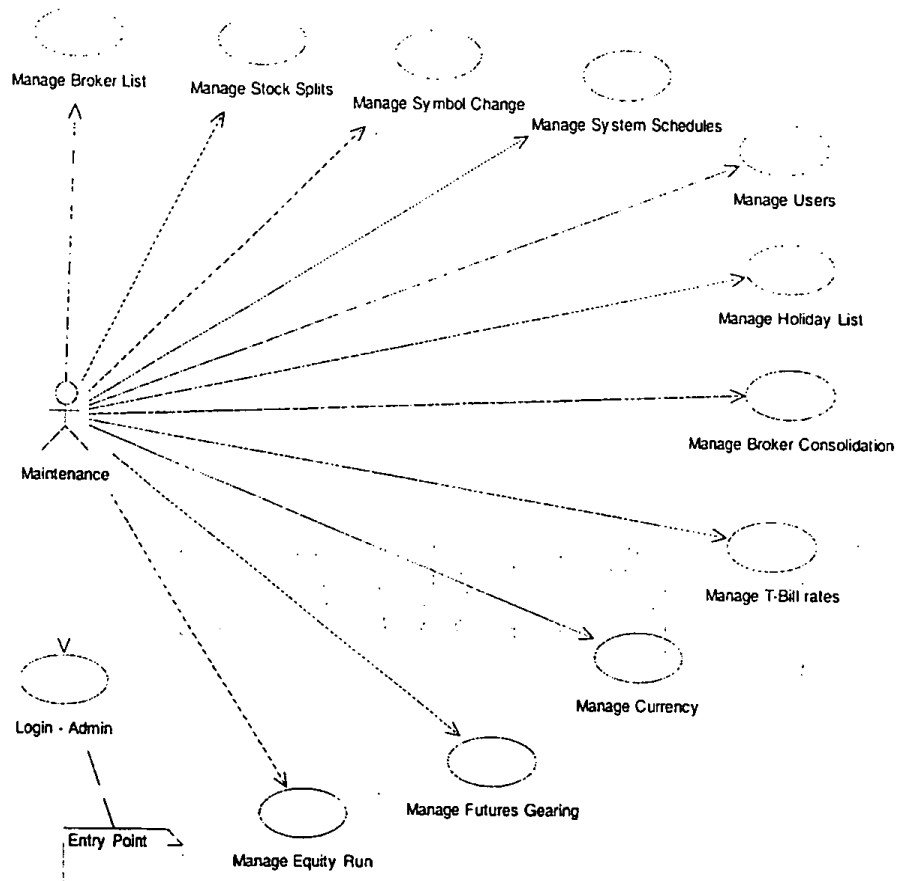 Manage Broker List
Manage Stock Splits
Manage Symbol Change
Manage System Schedules
Manage Users
Manage Holiday List
Manage Broker Consolidation
Maintenance
Manage T-Bill rates
Manage Currency
Login - Admin
Manage Futures Gearing
Entry Point
Manage Equity Run